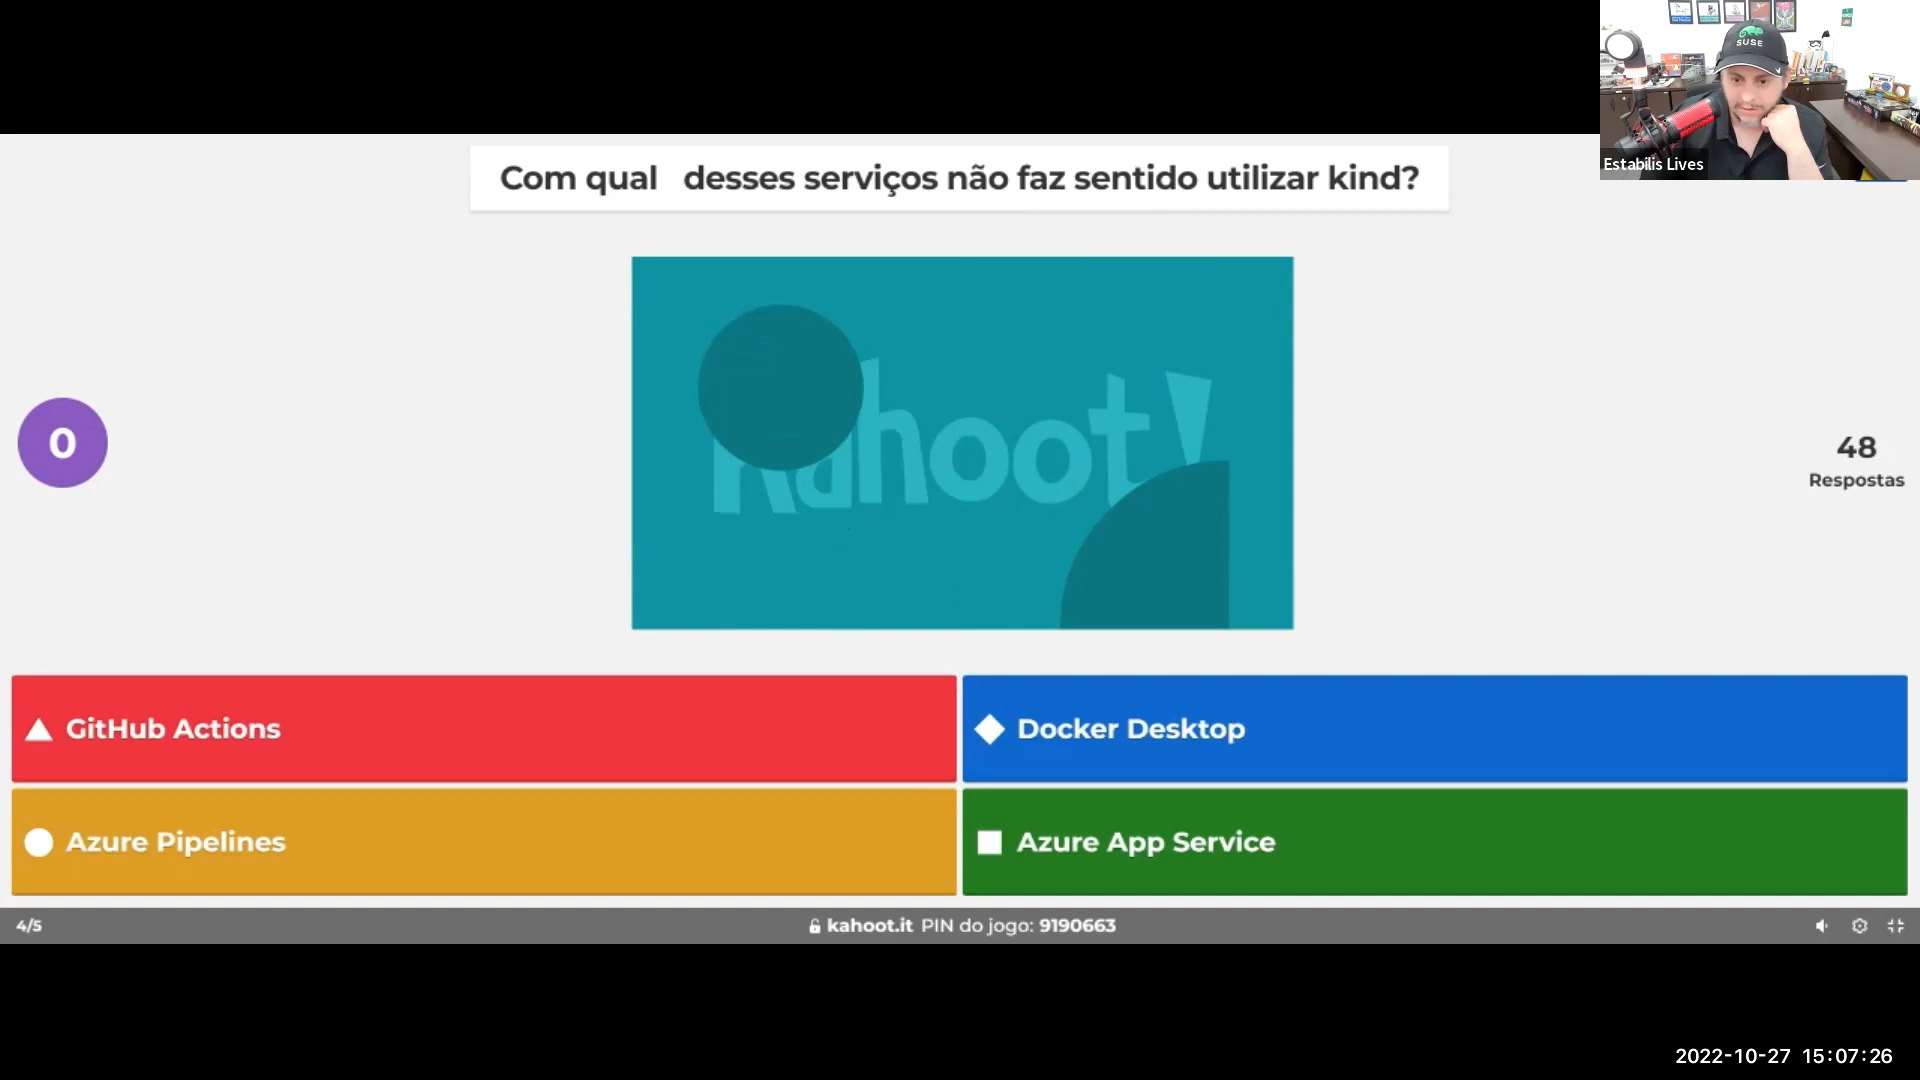 SUSE
Estabilis Lives
Com qual desses serviços não faz sentido utilizar kind?
Kahoot!
0
48
Respostas
GitHub Actions
Docker Desktop
Azure Pipelines
Azure App Service
4/5
kahoot.it PIN do jogo: 9190663
2022-10-27 15:07:26